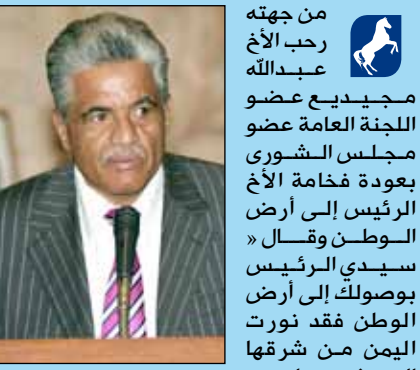 من جهته
رحب الأخ
عبدالله
مجيديع عضو
اللجنة العامة عضو
مجلس الشورى
بعودة فخامة الأخ
الرئيس إلى أرض
الوطن وقال «
سيدي الرئيس
بوصولك إلى أرض
الوطن فقد نورت
اليمن من شرقها